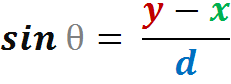 sin θ = (y − x) / d